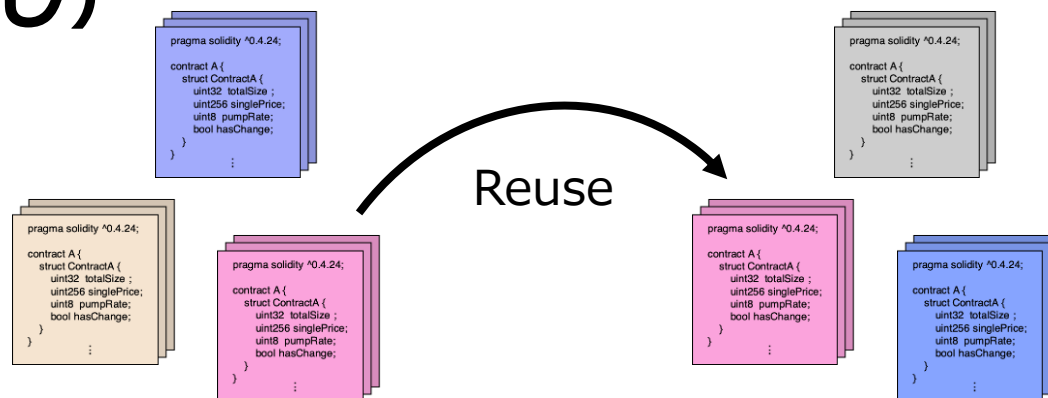 pragma solidity ^0.4.24;
contract A {
struct ContractA {
uint32  totalSize ;
uint256 singlePrice;
uint8  pumpRate;
bool hasChange;
}
}
⋮
pragma solidity ^0.4.24;
contract A {
struct ContractA {
uint32  totalSize ;
uint256 singlePrice;
uint8  pumpRate;
bool hasChange;
}
}
⋮
Reuse
pragma solidity ^0.4.24;
contract A {
struct ContractA {
uint32  totalSize ;
uint256 singlePrice;
uint8  pumpRate;
bool hasChange;
}
}
⋮
pragma solidity ^0.4.24;
contract A {
struct ContractA {
uint32  totalSize ;
uint256 singlePrice;
uint8  pumpRate;
bool hasChange;
}
}
⋮
pragma solidity ^0.4.24;
contract A {
struct ContractA {
uint32  totalSize ;
uint256 singlePrice;
uint8  pumpRate;
bool hasChange;
}
}
⋮
pragma solidity ^0.4.24;
contract A {
struct ContractA {
uint32  totalSize ;
uint256 singlePrice;
uint8  pumpRate;
bool hasChange;
}
}
⋮